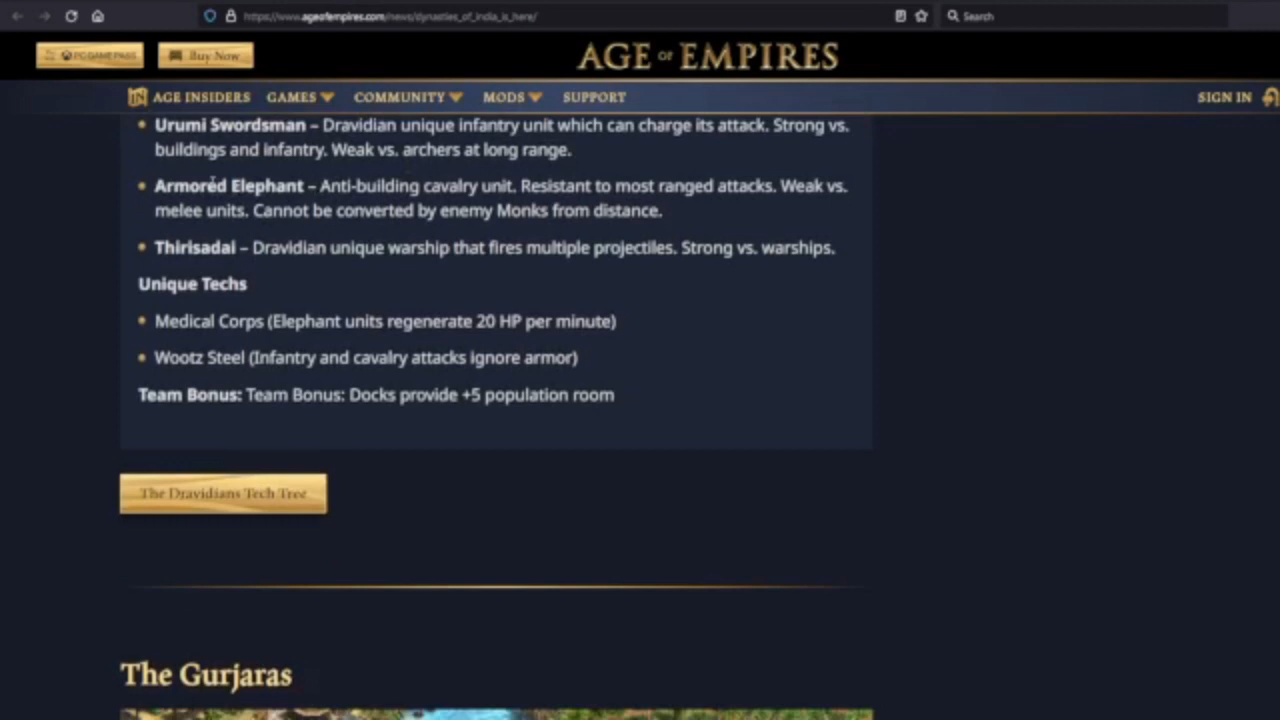 https://www.ageofempires.com/news/dynasties_of_india_is_here/
Search
PC GAME PASS
Buy Now
AGE OF EMPIRES
AGE INSIDERS
GAMES
COMMUNITY
MODS
SUPPORT
SIGN IN
Urumi Swordsman – Dravidian unique infantry unit which can charge its attack. Strong vs.
buildings and infantry. Weak vs. archers at long range.
Armored Elephant – Anti-building cavalry unit. Resistant to most ranged attacks. Weak vs.
melee units. Cannot be converted by enemy Monks from distance.
Thirisadai – Dravidian unique warship that fires multiple projectiles. Strong vs. warships.
Unique Techs
Medical Corps (Elephant units regenerate 20 HP per minute)
Wootz Steel (Infantry and cavalry attacks ignore armor)
Team Bonus: Team Bonus: Docks provide +5 population room
The Dravidians Tech Tree
The Gurjaras